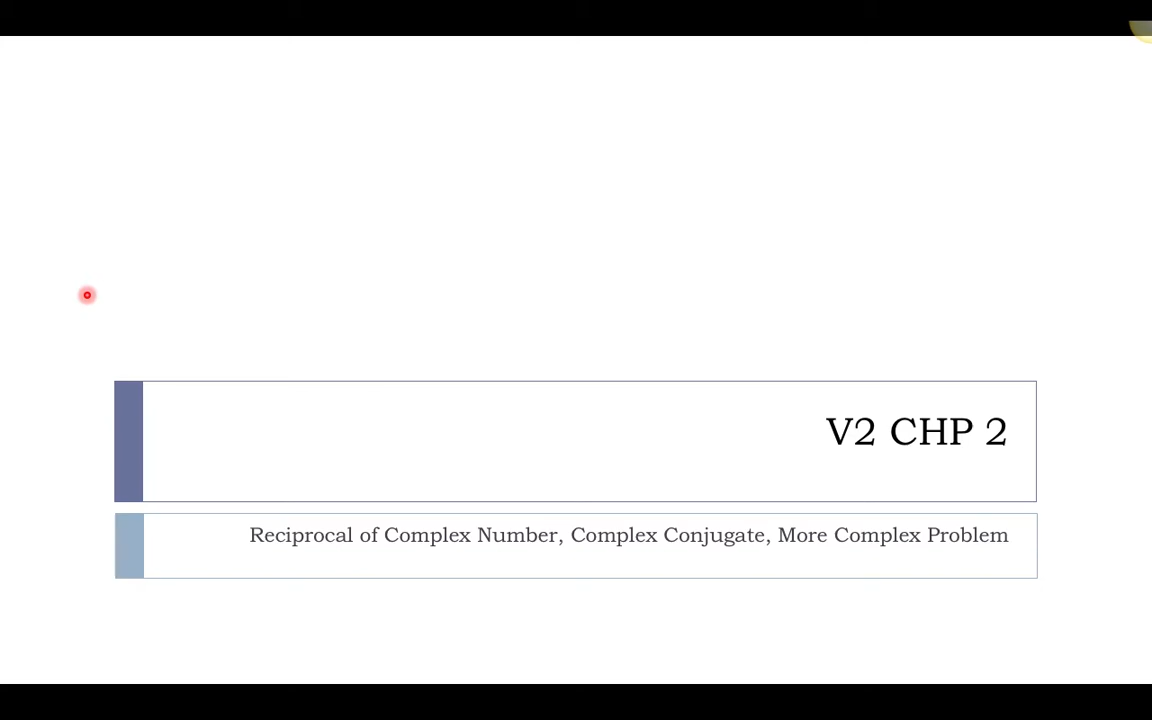 V2 CHP 2
Reciprocal of Complex Number, Complex Conjugate, More Complex Problem